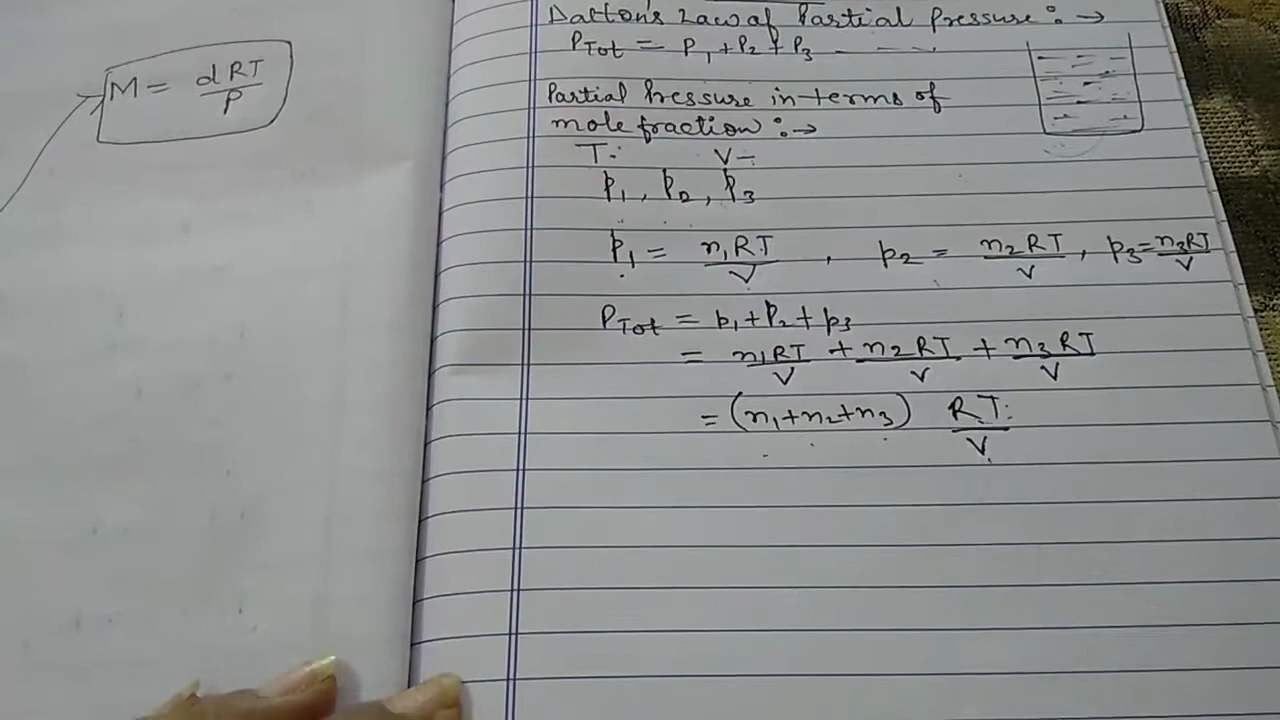 M = dRT/P
Dalton's Law of Partial Pressure :→
PTot = P1 + P2 + P3 - - - -
Partial Pressure in terms of
mole fraction :→
T: V-
p1, p2, p3
p1 = n1RT/V , p2 = n2RT/V , p3 = n3RT/V
PTot = p1 + P2 + p3
= n1RT/V + n2RT/V + n3RT/V
= (n1+n2+n3) RT/V